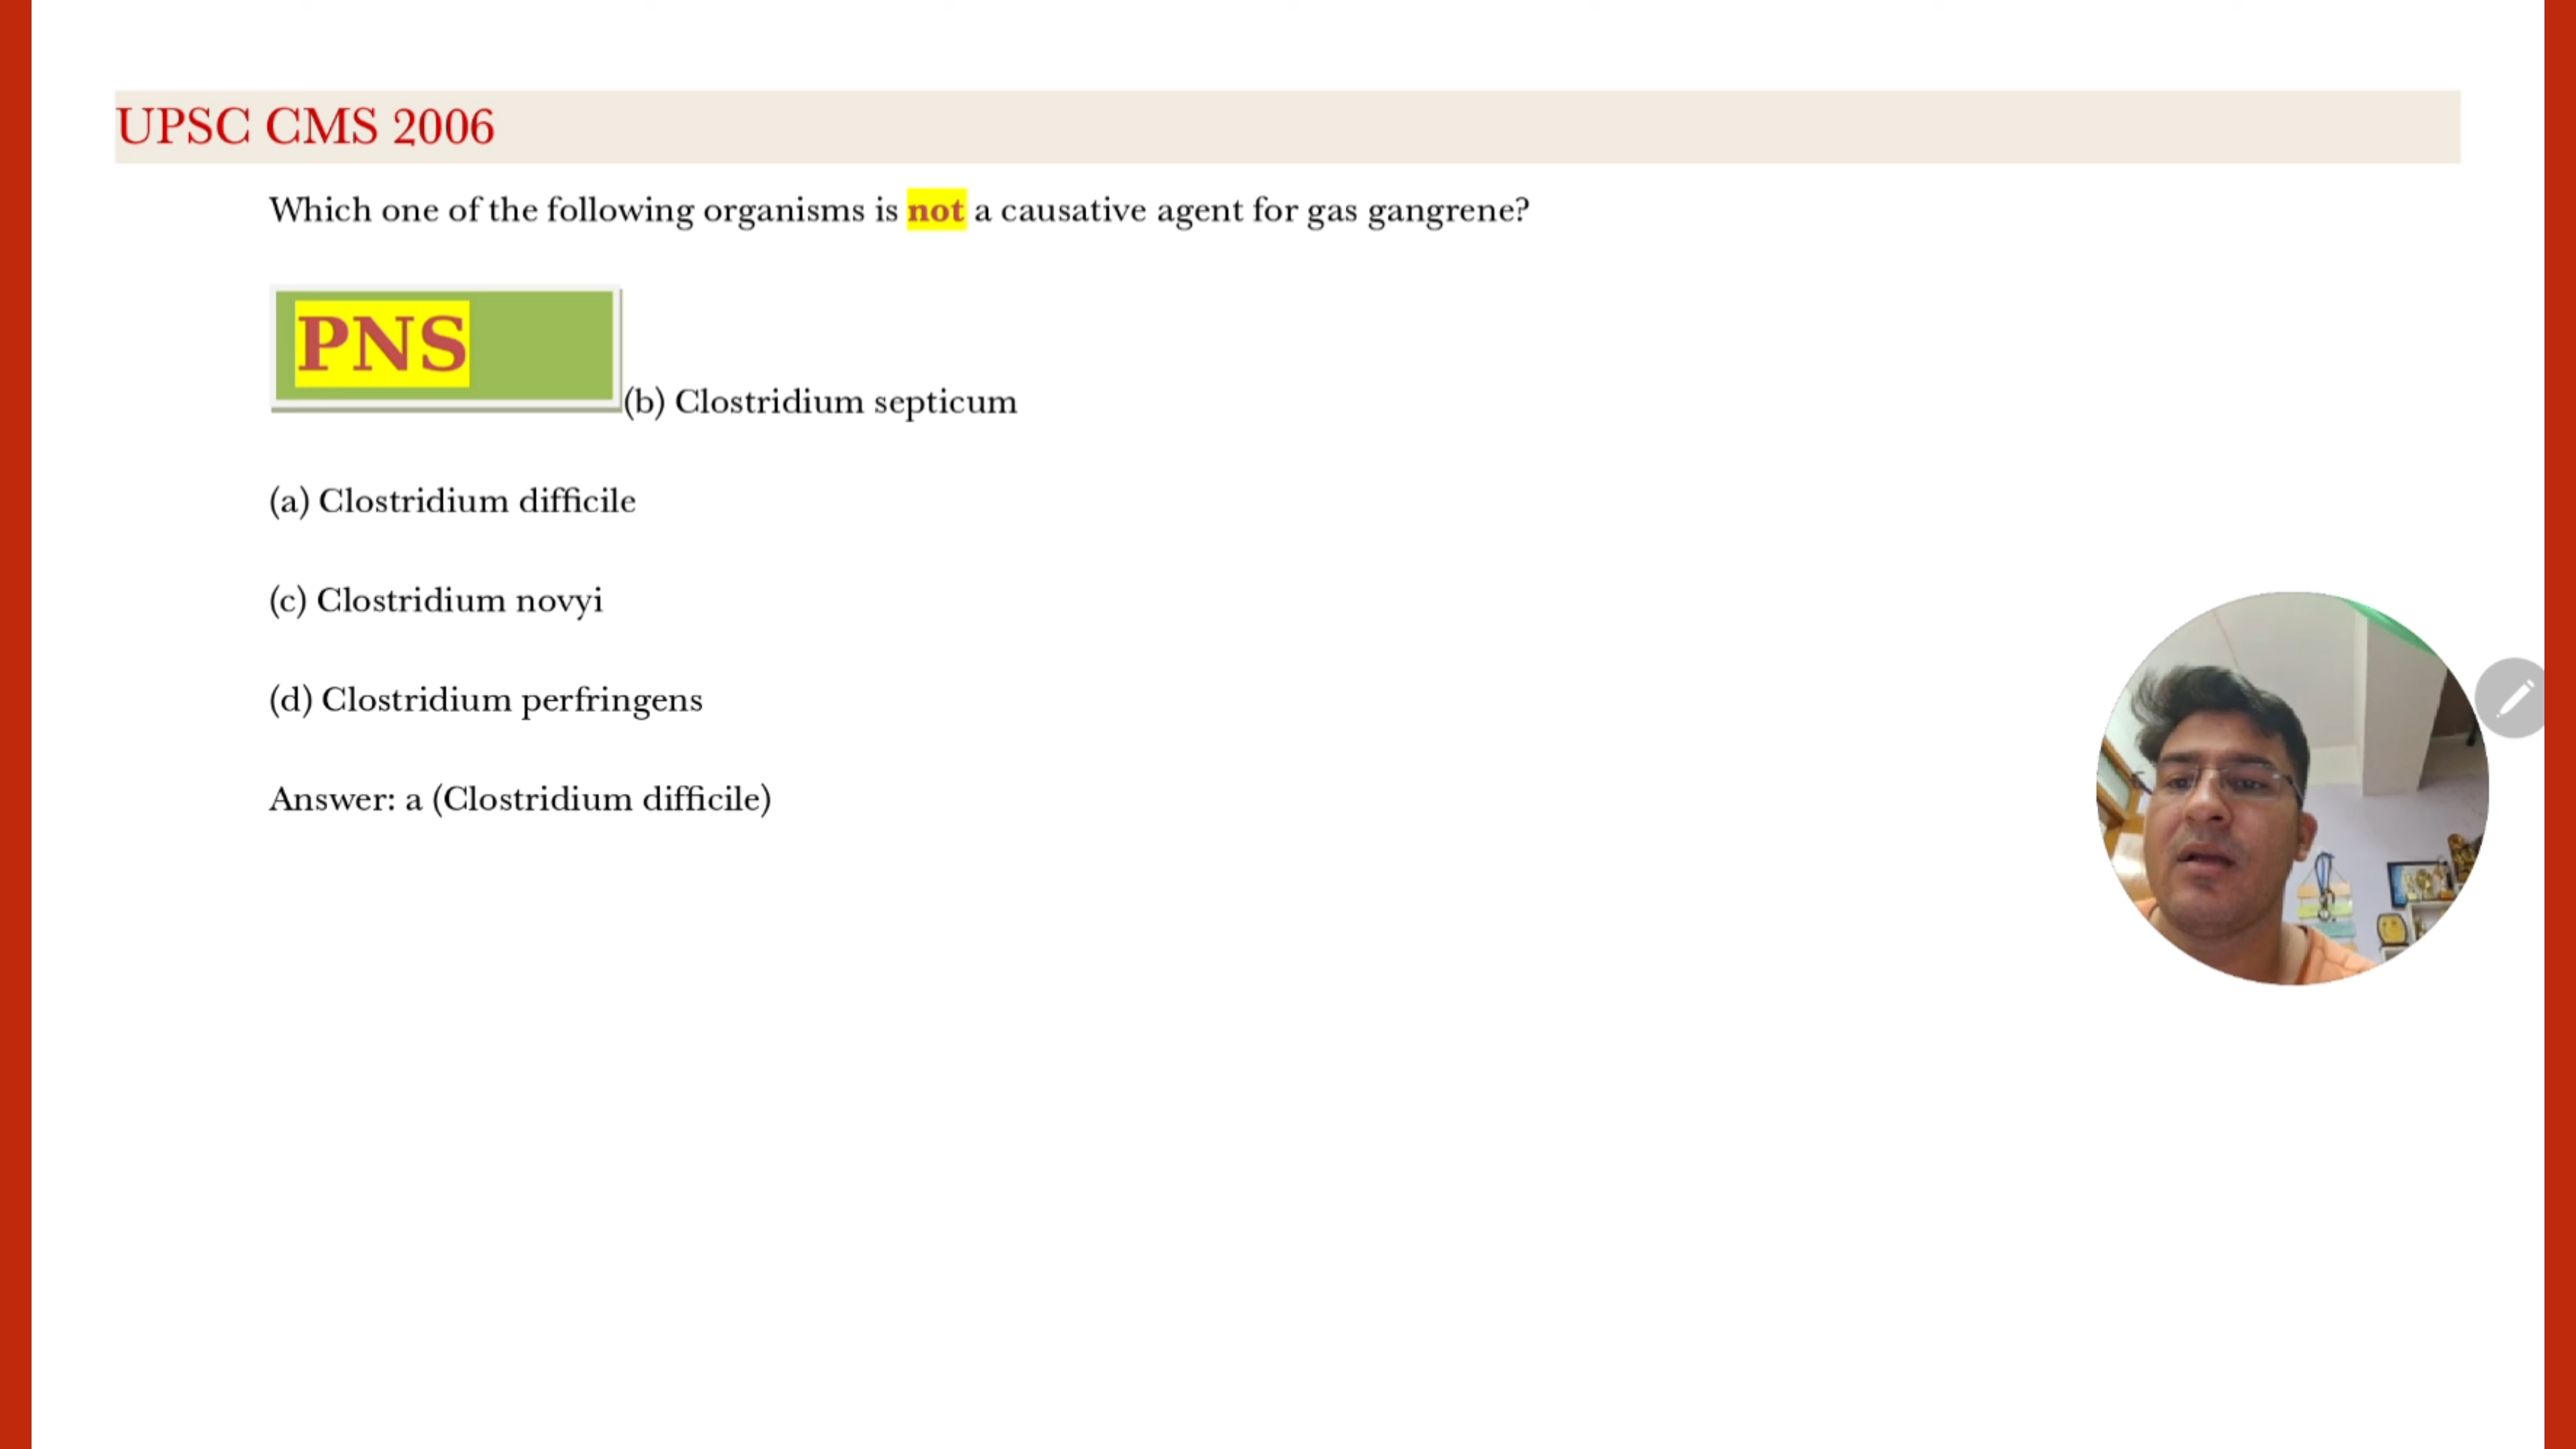 UPSC CMS 2006
Which one of the following organisms is not a causative agent for gas gangrene?
PNS
(b) Clostridium septicum
(a) Clostridium difficile
(c) Clostridium novyi
(d) Clostridium perfringens
Answer: a (Clostridium difficile)